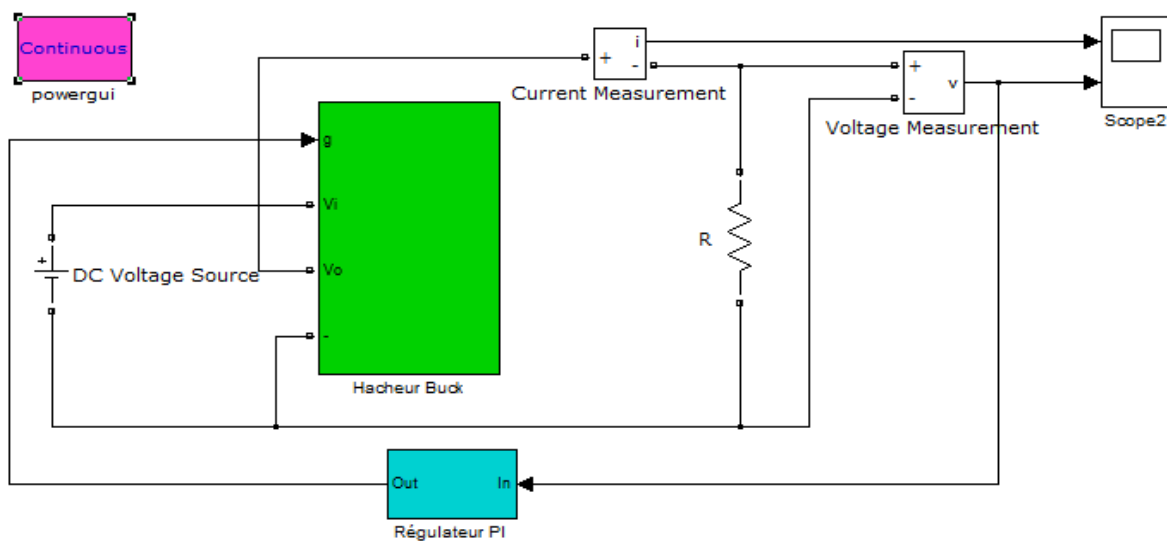 Continuous
powergui
i
+
-
Current Measurement
+
-
v
Voltage Measurement
Scope2
g
Vi
Vo
-
Hacheur Buck
+
DC Voltage Source
R
Out
In
Régulateur PI